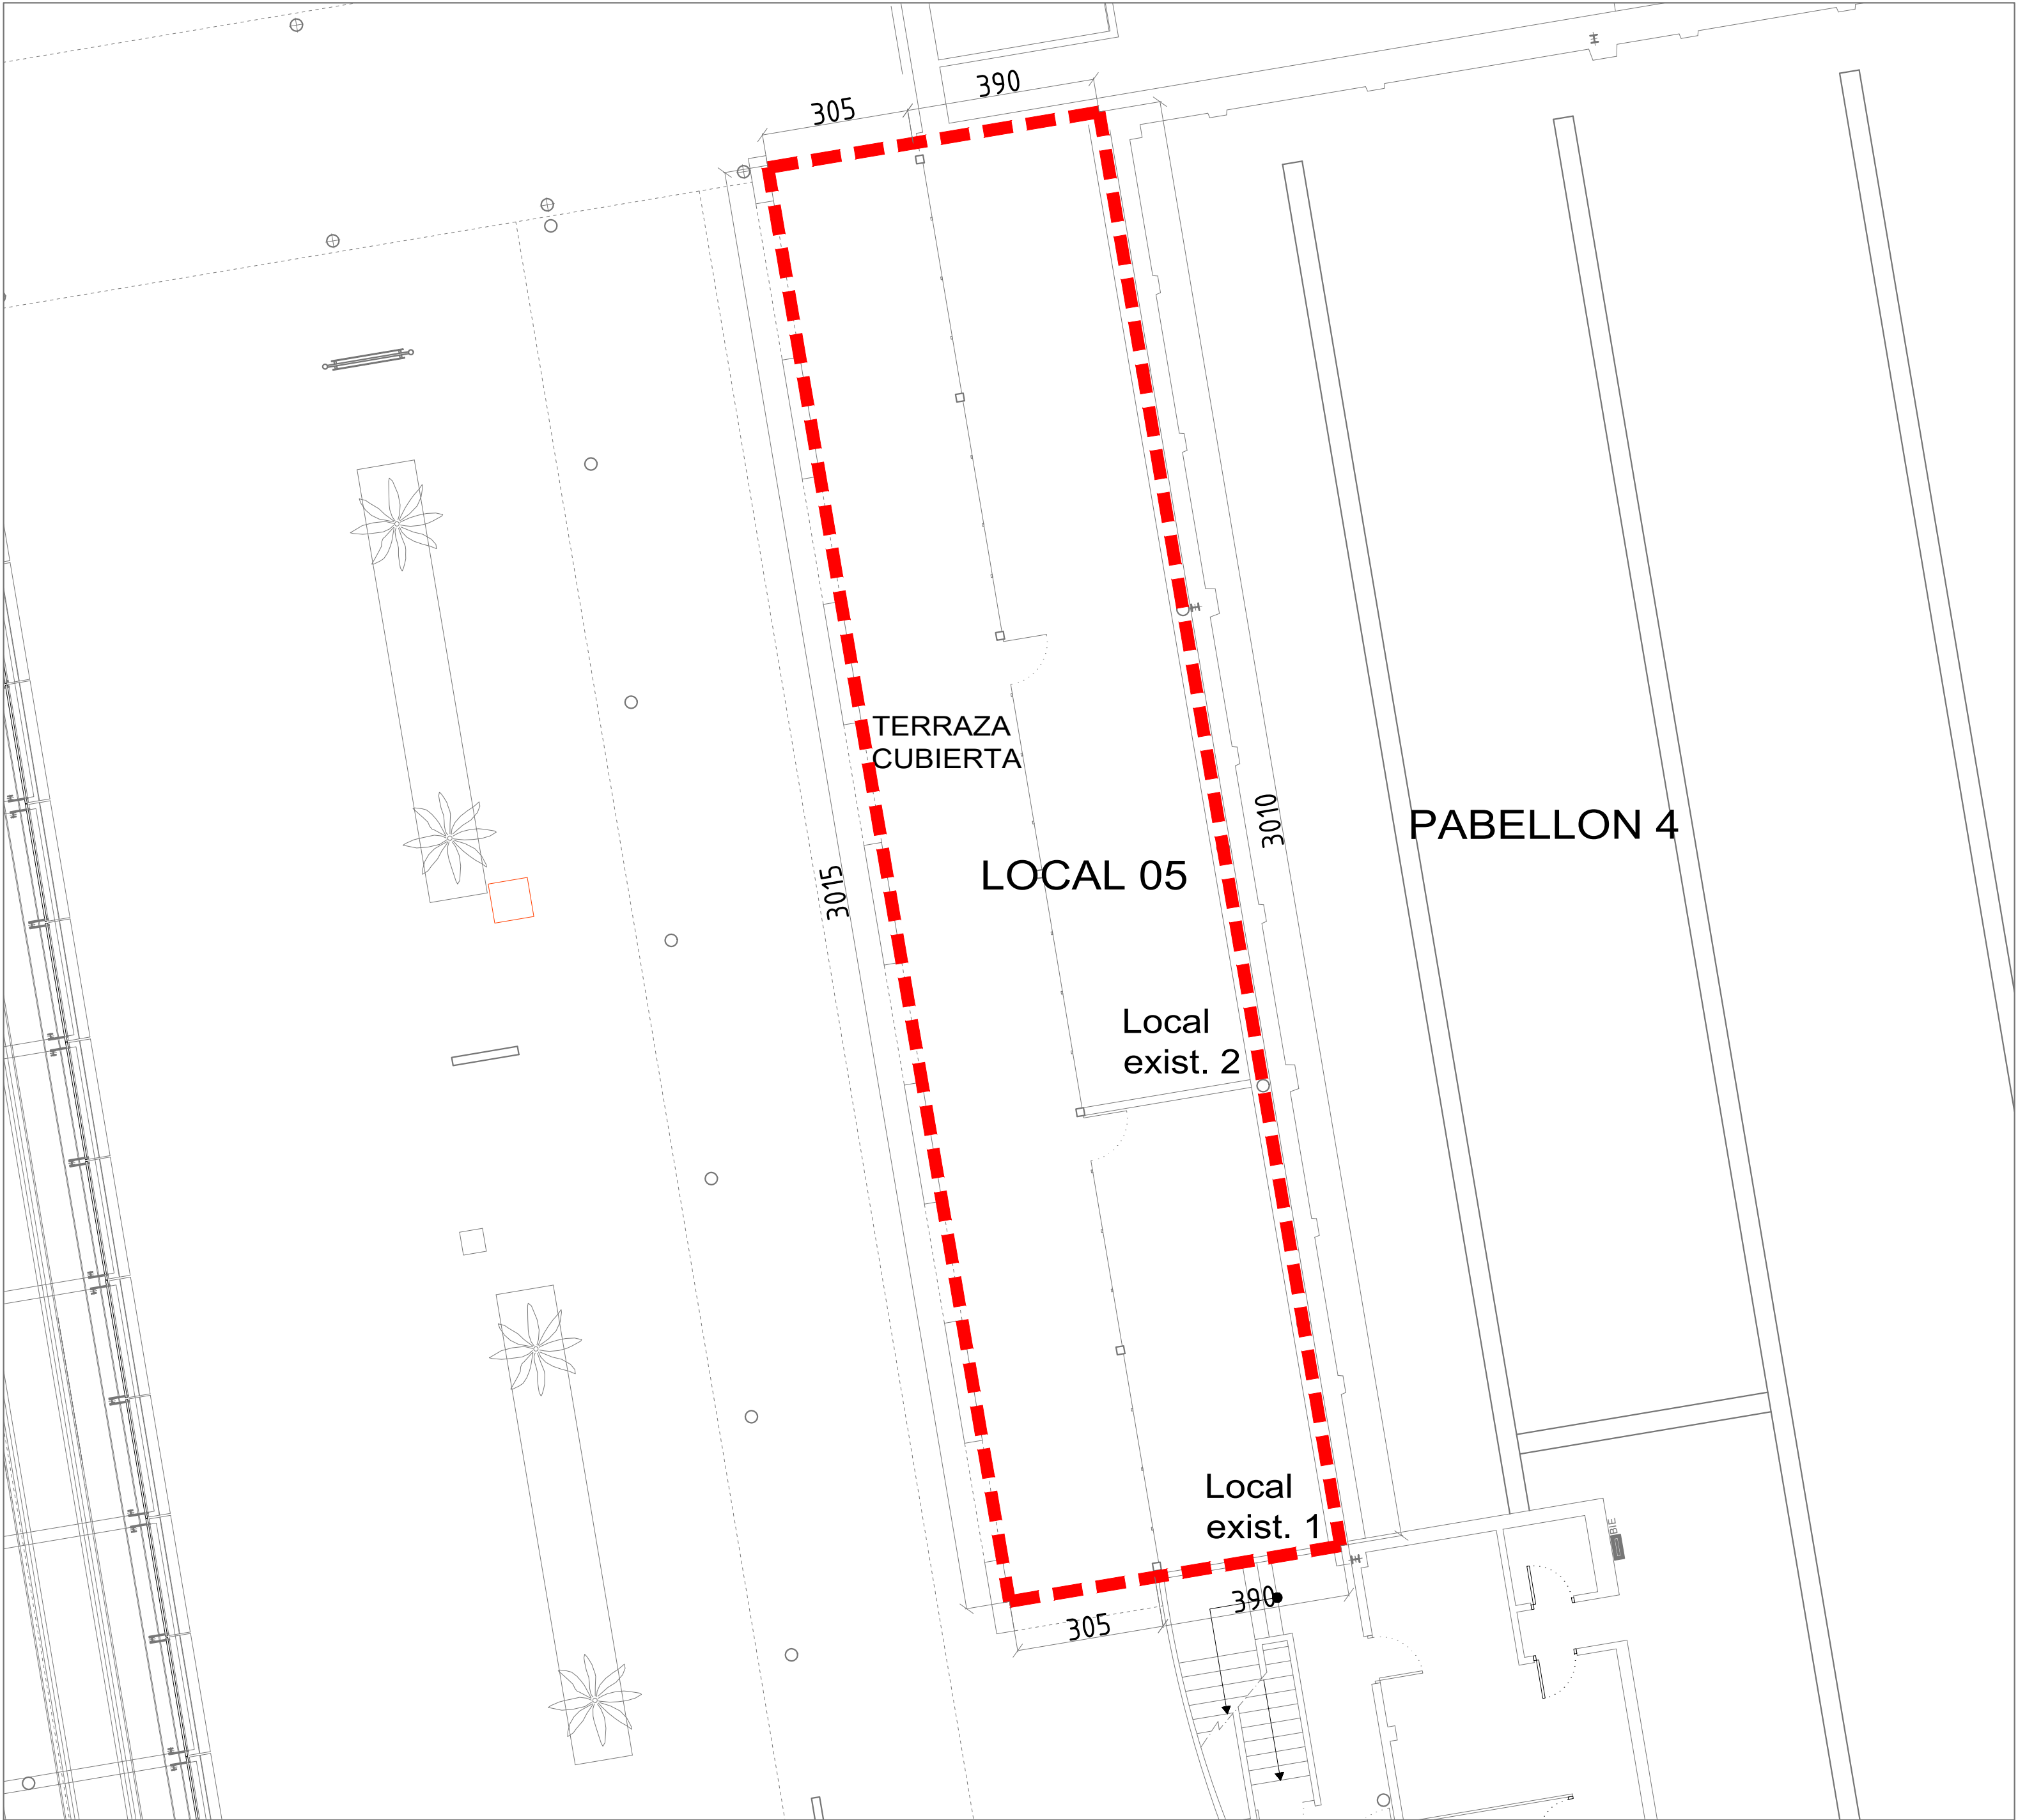 390
305
TERRAZA
CUBIERTA
3010
PABELLON 4
LOCAL 05
3015
Local
exist. 2
Local
exist. 1
BIE
390
305